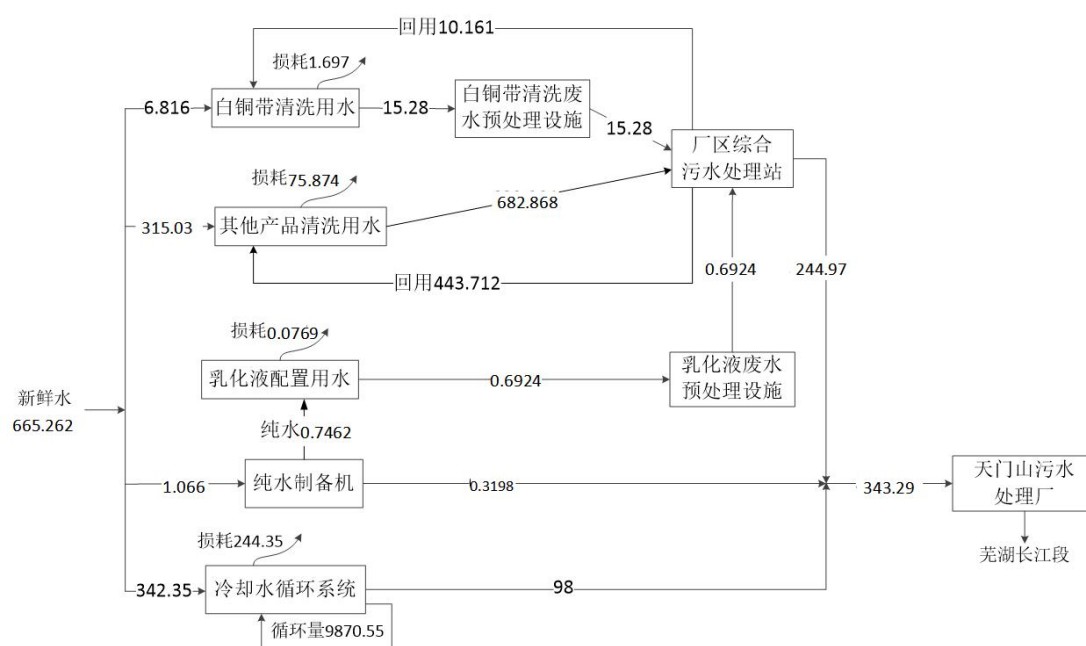 回用10.161
损耗1.697
6.816
白铜带清洗用水
15.28
白铜带清洗废
水预处理设施
15.28
厂区综合
污水处理站
损耗75.874
682.868
315.03
其他产品清洗用水
回用443.712
0.6924
244.97
损耗0.0769
乳化液配置用水
0.6924
乳化液废水
预处理设施
新鲜水
665.262
纯水0.7462
1.066
纯水制备机
0.3198
343.29
天门山污水
处理厂
损耗244.35
芜湖长江段
342.35
冷却水循环系统
98
循环量9870.55